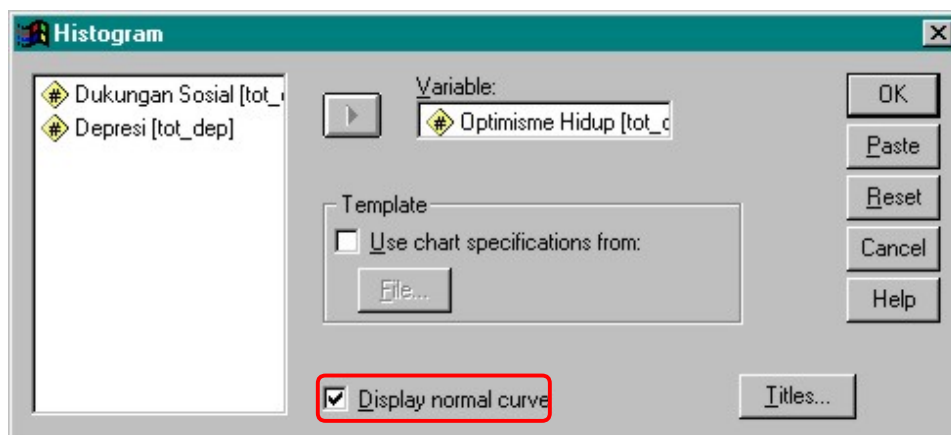 Histogram
Dukungan Sosial [tot_
Depresi [tot_dep]
Variable:
Optimisme Hidup [tot_
Template
Use chart specifications from:
File...
Display normal curve
OK
Paste
Reset
Cancel
Help
Titles...